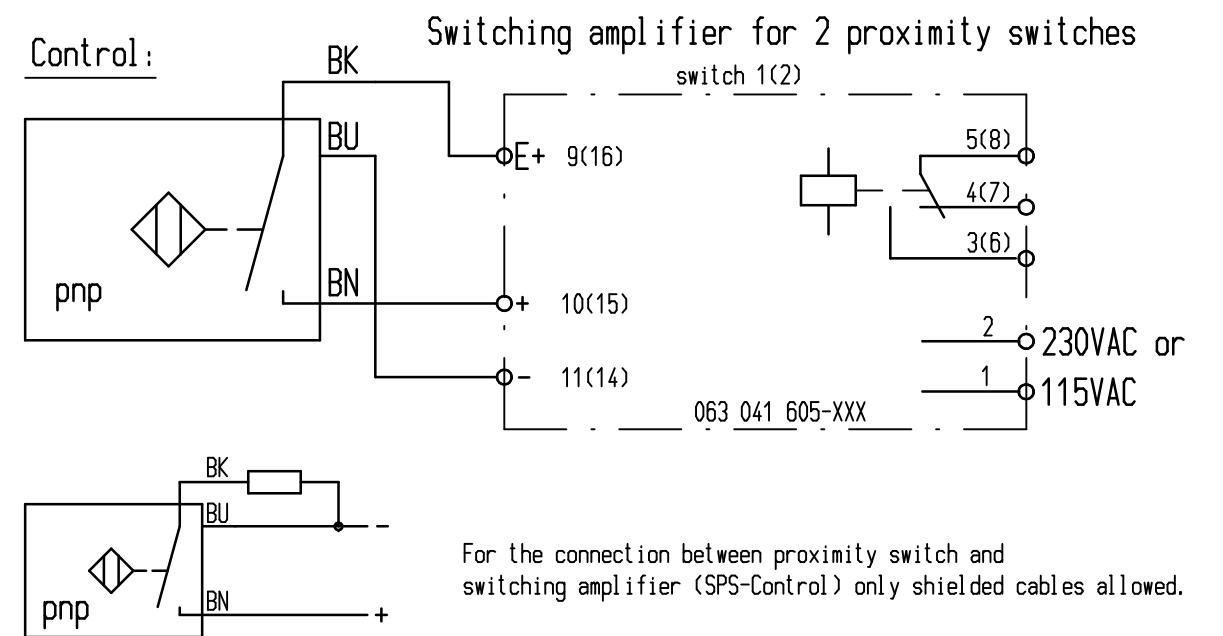 Control:
Switching amplifier for 2 proximity switches
switch 1(2)
BK
BU
BN
pnp
E+ 9(16)
+ 10(15)
- 11(14)
5(8)
4(7)
3(6)
2 230VAC or
1 115VAC
063 041 605-XXX
BK
BU -
BN +
pnp
For the connection between proximity switch and
switching amplifier (SPS-Control) only shielded cables allowed.